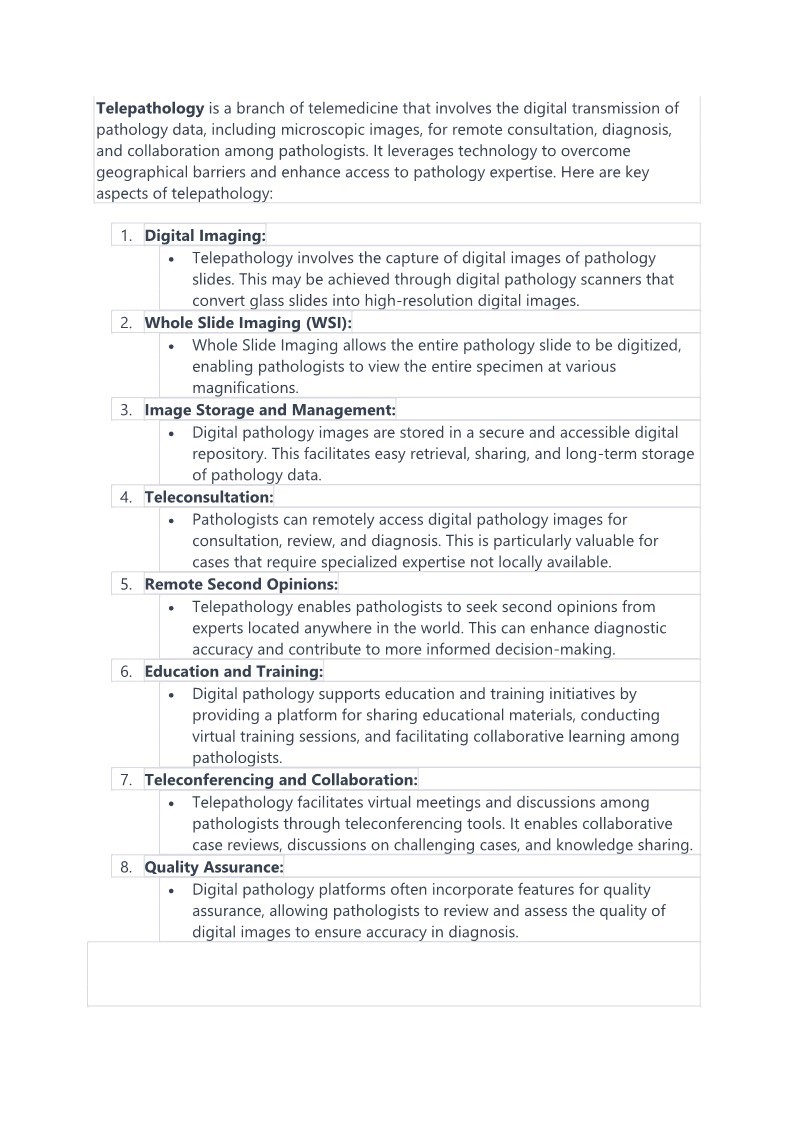 Telepathology is a branch of telemedicine that involves the digital transmission of
pathology data, including microscopic images, for remote consultation, diagnosis,
and collaboration among pathologists. It leverages technology to overcome
geographical barriers and enhance access to pathology expertise. Here are key
aspects of telepathology:
1. Digital Imaging:
• Telepathology involves the capture of digital images of pathology
slides. This may be achieved through digital pathology scanners that
convert glass slides into high-resolution digital images.
2. Whole Slide Imaging (WSI):
• Whole Slide Imaging allows the entire pathology slide to be digitized,
enabling pathologists to view the entire specimen at various
magnifications.
3. Image Storage and Management:
• Digital pathology images are stored in a secure and accessible digital
repository. This facilitates easy retrieval, sharing, and long-term storage
of pathology data.
4. Teleconsultation:
• Pathologists can remotely access digital pathology images for
consultation, review, and diagnosis. This is particularly valuable for
cases that require specialized expertise not locally available.
5. Remote Second Opinions:
• Telepathology enables pathologists to seek second opinions from
experts located anywhere in the world. This can enhance diagnostic
accuracy and contribute to more informed decision-making.
6. Education and Training:
• Digital pathology supports education and training initiatives by
providing a platform for sharing educational materials, conducting
virtual training sessions, and facilitating collaborative learning among
pathologists.
7. Teleconferencing and Collaboration:
• Telepathology facilitates virtual meetings and discussions among
pathologists through teleconferencing tools. It enables collaborative
case reviews, discussions on challenging cases, and knowledge sharing.
8. Quality Assurance:
• Digital pathology platforms often incorporate features for quality
assurance, allowing pathologists to review and assess the quality of
digital images to ensure accuracy in diagnosis.